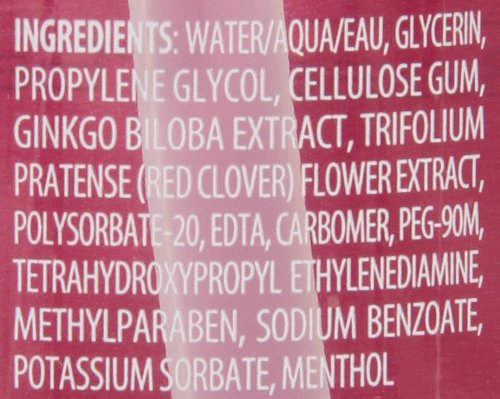 INGREDIENTS: WATER/AQUA/EAU, GLYCERIN,
PROPYLENE GLYCOL, CELLULOSE GUM,
GINKGO BILOBA EXTRACT, TRIFOLIUM
PRATENSE (RED CLOVER) FLOWER EXTRACT,
POLYSORBATE-20, EDTA, CARBOMER, PEG-90M,
TETRAHYDROXYPROPYL ETHYLENEDIAMINE,
METHYLPARABEN, SODIUM BENZOATE,
POTASSIUM SORBATE, MENTHOL